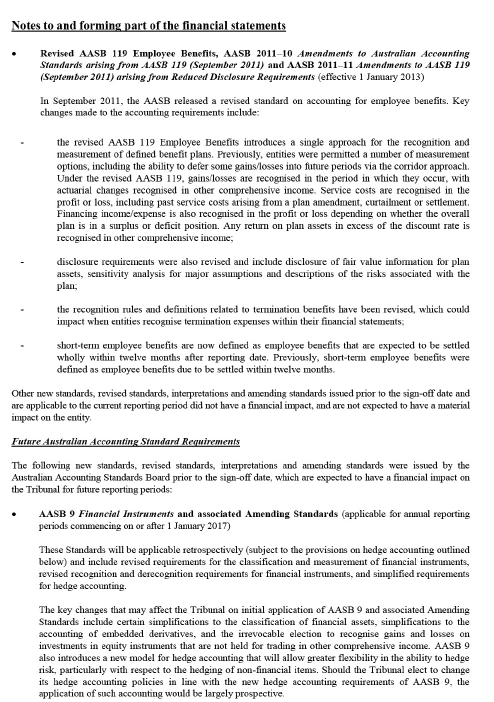 Notes to and forming part of the financial statements
• Revised AASB 119 Employee Benefits, AASB 2011–10 Amendments to Australian Accounting
Standards arising from AASB 119 (September 2011) and AASB 2011–11 Amendments to AASB 119
(September 2011) arising from Reduced Disclosure Requirements (effective 1 January 2013)
In September 2011, the AASB released a revised standard on accounting for employee benefits. Key
changes made to the accounting requirements include:
- the revised AASB 119 Employee Benefits introduces a single approach for the recognition and
measurement of defined benefit plans. Previously, entities were permitted a number of measurement
options, including the ability to defer some gains/losses into future periods via the corridor approach.
Under the revised AASB 119, gains/losses are recognised in the period in which they occur, with
actuarial changes recognised in other comprehensive income. Service costs are recognised in the
profit or loss, including past service costs arising from a plan amendment, curtailment or settlement.
Financing income/expense is also recognised in the profit or loss depending on whether the overall
plan is in a surplus or deficit position. Any return on plan assets in excess of the discount rate is
recognised in other comprehensive income;
- disclosure requirements were also revised and include disclosure of fair value information for plan
assets, sensitivity analysis for major assumptions and descriptions of the risks associated with the
plan;
- the recognition rules and definitions related to termination benefits have been revised, which could
impact when entities recognise termination expenses within their financial statements;
- short-term employee benefits are now defined as employee benefits that are expected to be settled
wholly within twelve months after reporting date. Previously, short-term employee benefits were
defined as employee benefits due to be settled within twelve months.
Other new standards, revised standards, interpretations and amending standards issued prior to the sign-off date and
are applicable to the current reporting period did not have a financial impact, and are not expected to have a material
impact on the entity.
Future Australian Accounting Standard Requirements
The following new standards, revised standards, interpretations and amending standards were issued by the
Australian Accounting Standards Board prior to the sign-off date, which are expected to have a financial impact on
the Tribunal for future reporting periods:
• AASB 9 Financial Instruments and associated Amending Standards (applicable for annual reporting
periods commencing on or after 1 January 2017)
These Standards will be applicable retrospectively (subject to the provisions on hedge accounting outlined
below) and include revised requirements for the classification and measurement of financial instruments,
revised recognition and derecognition requirements for financial instruments, and simplified requirements
for hedge accounting.
The key changes that may affect the Tribunal on initial application of AASB 9 and associated Amending
Standards include certain simplifications to the classification of financial assets, simplifications to the
accounting of embedded derivatives, and the irrevocable election to recognise gains and losses on
investments in equity instruments that are not held for trading in other comprehensive income. AASB 9
also introduces a new model for hedge accounting that will allow greater flexibility in the ability to hedge
risk, particularly with respect to the hedging of non-financial items. Should the Tribunal elect to change
its hedge accounting policies in line with the new hedge accounting requirements of AASB 9, the
application of such accounting would be largely prospective.